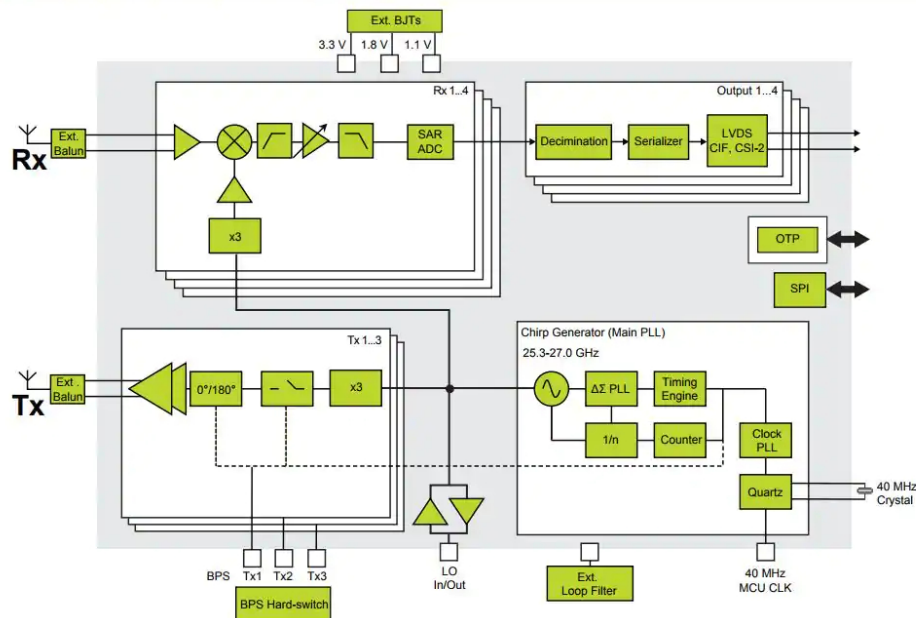 Ext. BJTs
3.3 V
1.8 V
1.1 V
Rx 1...4
Output 1...4
Rx
Ext.
Balun
SAR
ADC
Decimination
Serializer
LVDS
CIF, CSI-2
x3
OTP
SPI
Tx 1...3
Chirp Generator (Main PLL)
25.3-27.0 GHz
Tx
Ext .
Balun
0°/180°
x3
ΔΣ PLL
Timing
Engine
1/n
Counter
Clock
PLL
Quartz
40 MHz
Crystal
BPS
Tx1
Tx2
Tx3
LO
In/Out
BPS Hard-switch
Ext.
Loop Filter
40 MHz
MCU CLK